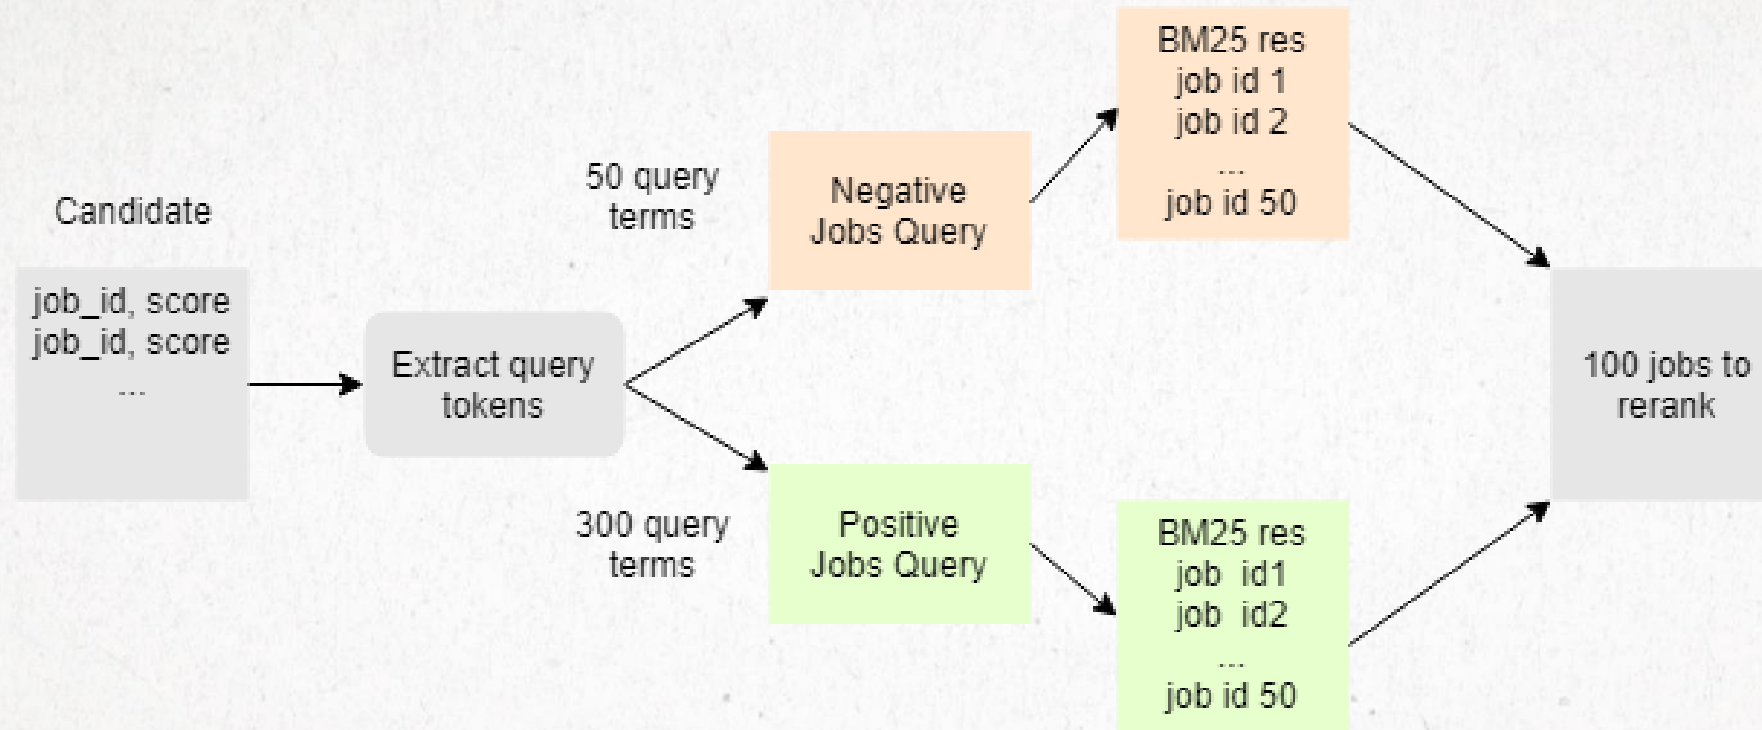 Candidate
job_id, score
job_id, score
...
Extract query
tokens
50 query
terms
Negative
Jobs Query
BM25 res
job id 1
job id 2
...
job id 50
300 query
terms
Positive
Jobs Query
BM25 res
job  id1
job  id2
...
job id 50
100 jobs to
rerank